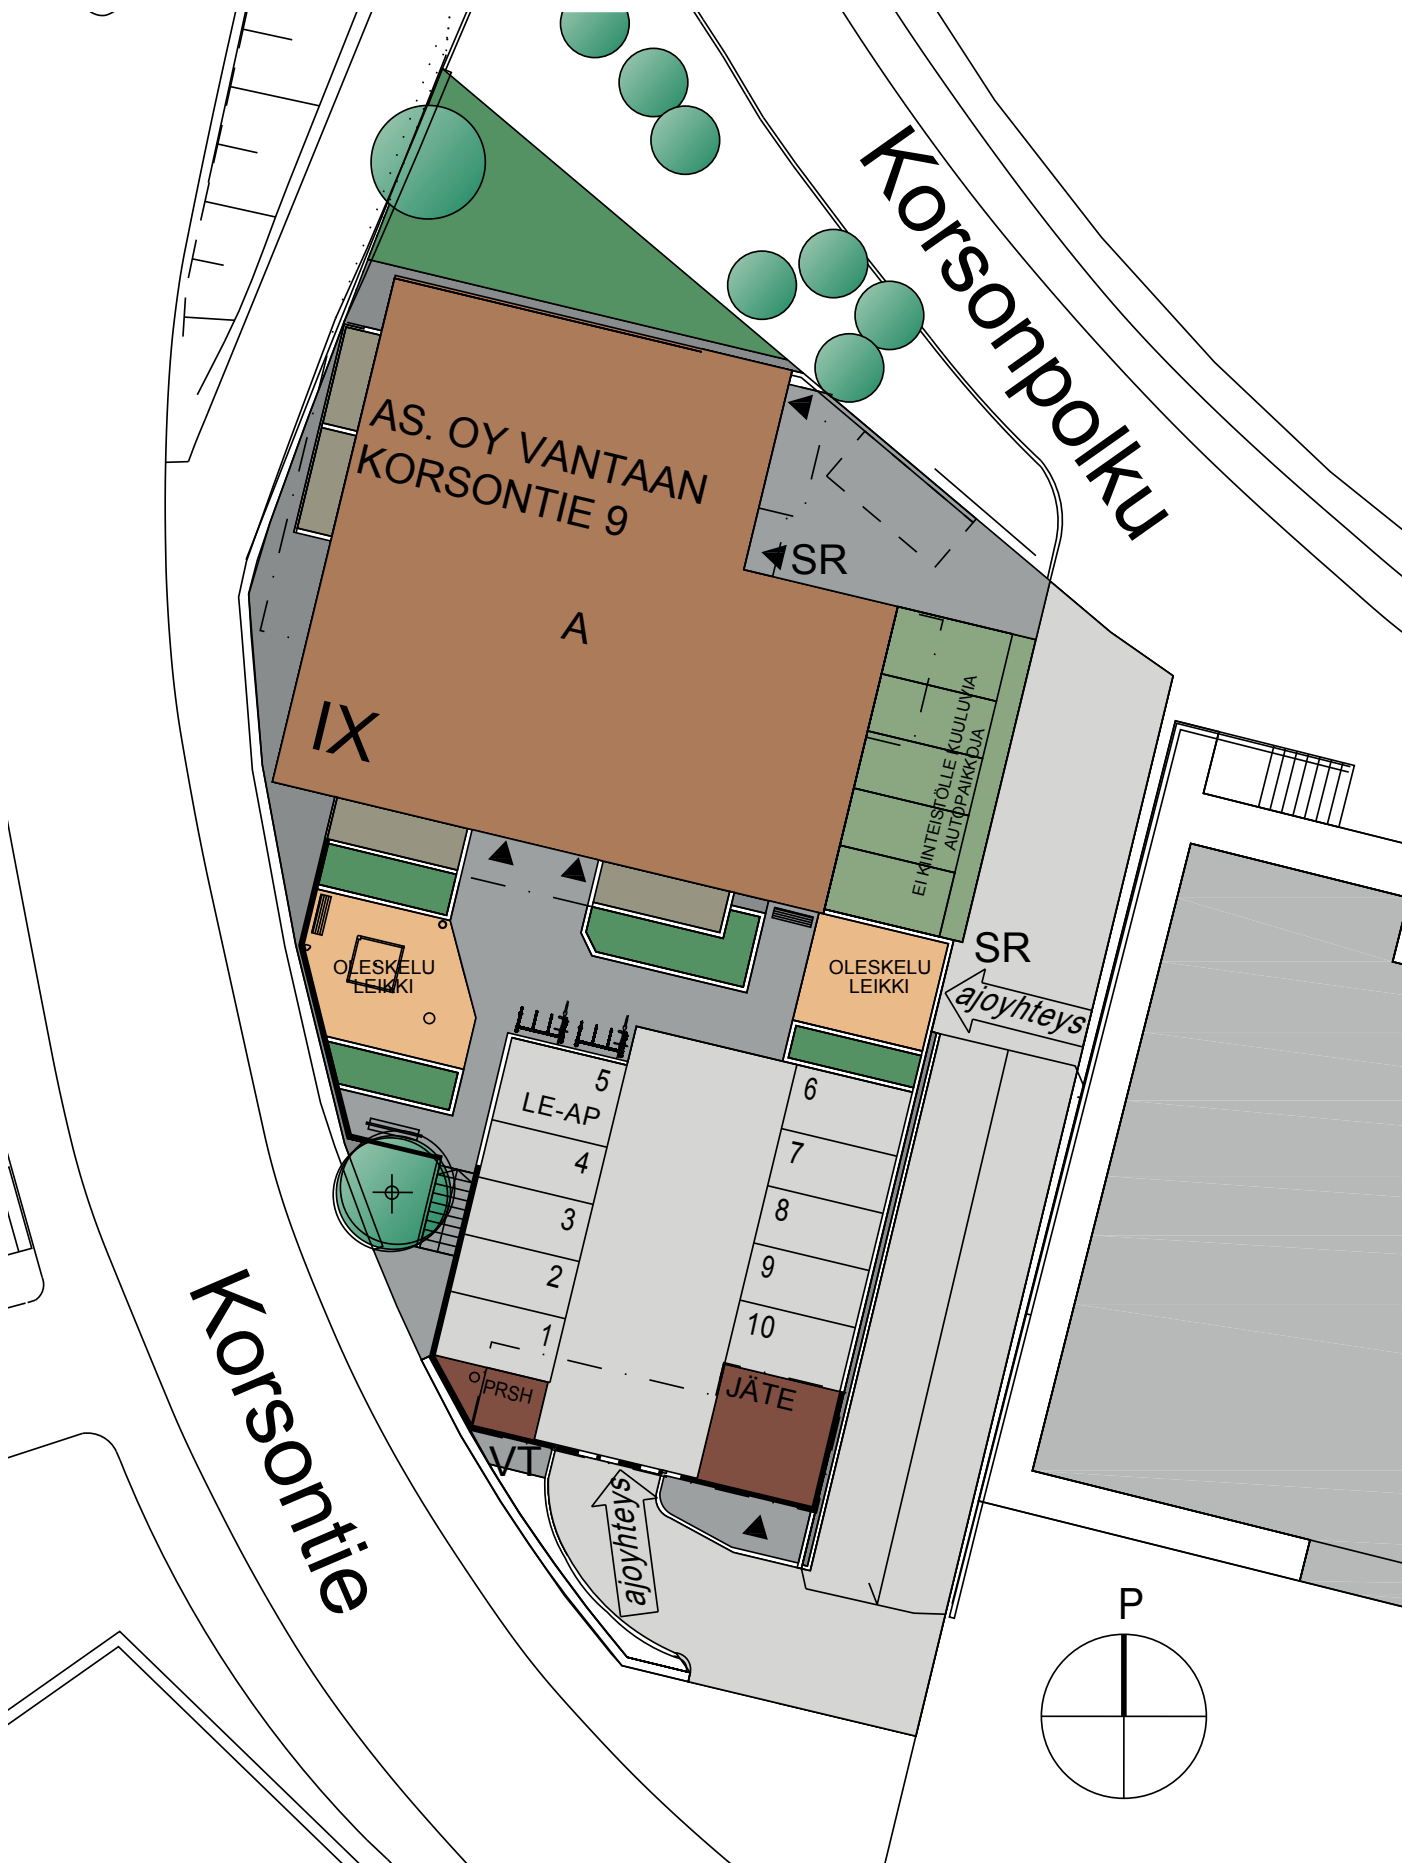 Korsonpolku
AS. OY VANTAAN
KORSONTIE 9
SR
A
IX
EI KIINTEISTÖLLE KUULUVIA
AUTOPAIKKOJA
OLESKELU
LEIKKI
OLESKELU
LEIKKI
SR
ajoyhteys
5
LE-AP
4
3
2
1
6
7
8
9
10
PRSH
JÄTE
VT
ajoyhteys
Korsontie
P